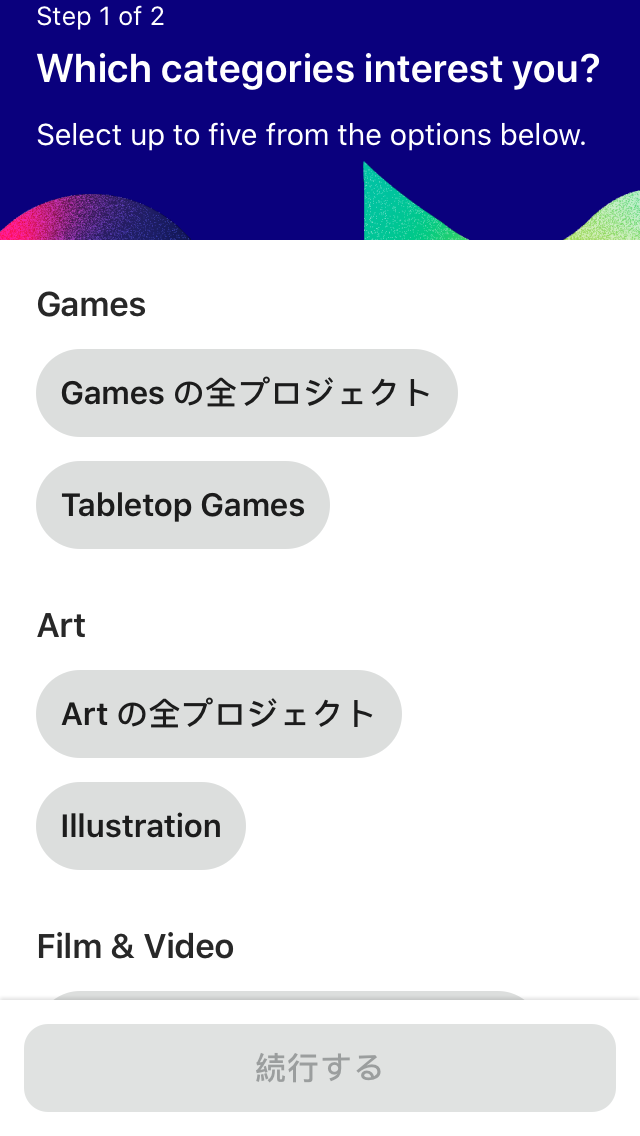 Step 1 of 2
Which categories interest you?
Select up to five from the options below.
Games
Games の全プロジェクト
Tabletop Games
Art
Art の全プロジェクト
Illustration
Film & Video
続行する